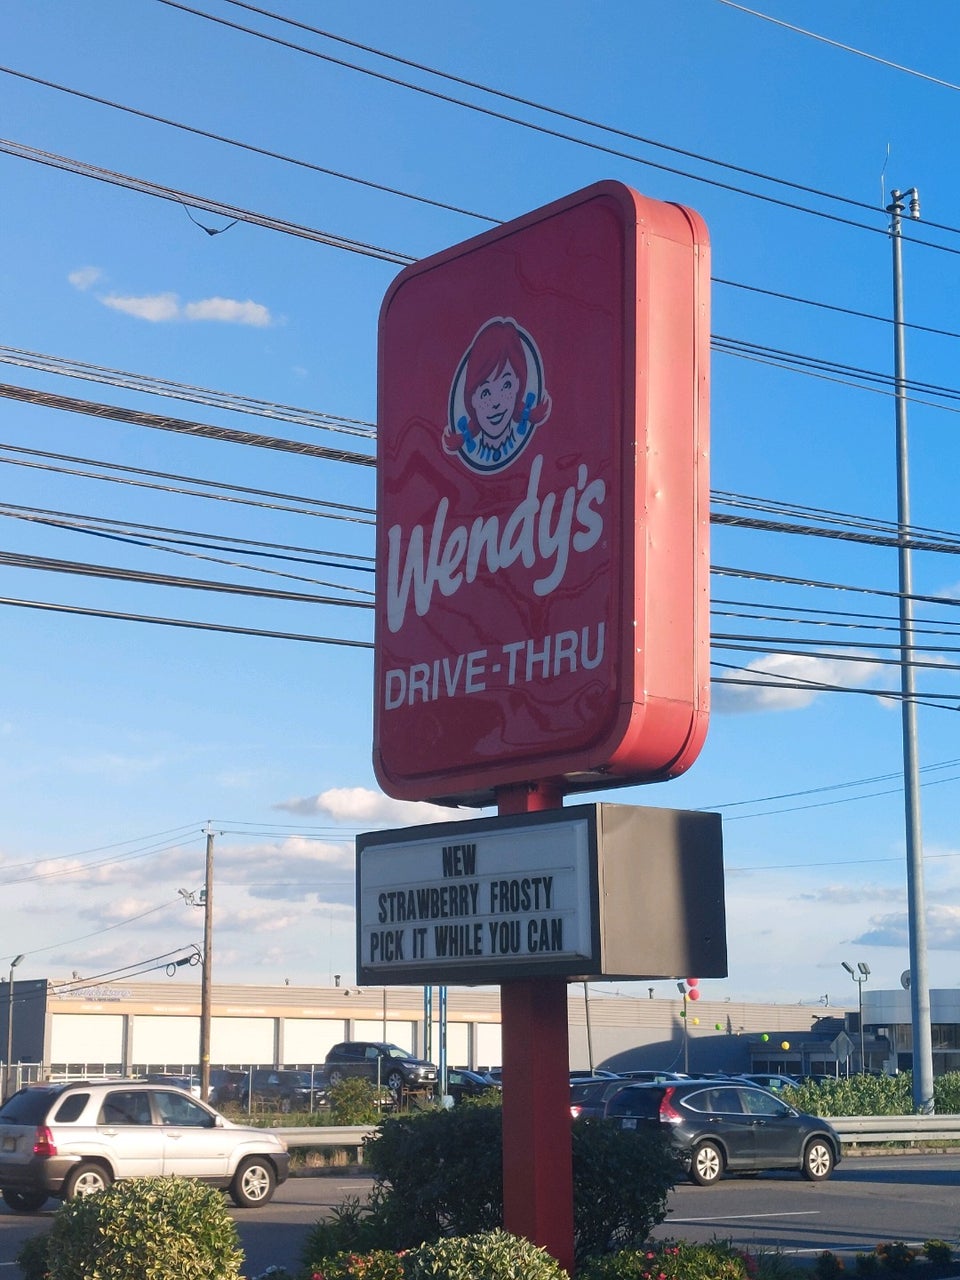 Wendy's
DRIVE-THRU
NEW
STRAWBERRY FROSTY
PICK IT WHILE YOU CAN